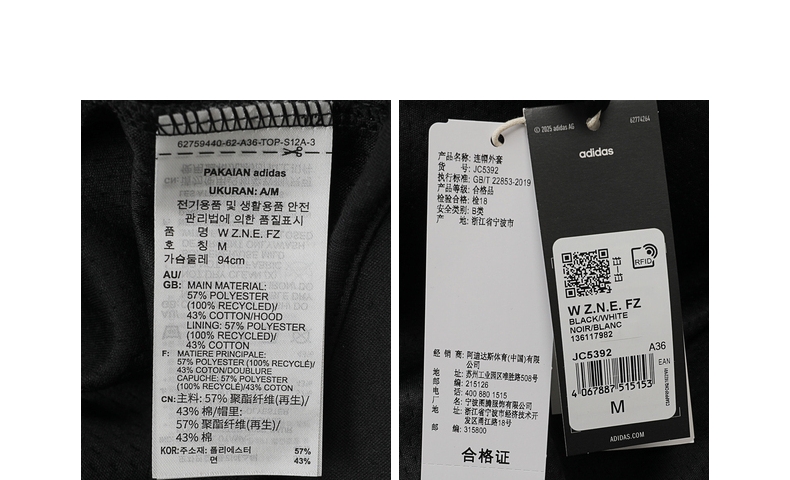 62759440-62-A36-TOP-S12A-3
PAKAIAN adidas
UKURAN: A/M
전기용품 및 생활용품 안전
관리법에 의한 품질표시
품 명 W Z.N.E. FZ
호 칭 M
가슴둘레 94cm
AU/
GB: MAIN MATERIAL:
57% POLYESTER
(100% RECYCLED)/
43% COTTON/HOOD
LINING: 57% POLYESTER
(100% RECYCLED)/
43% COTTON
F: MATIERE PRINCIPALE:
57% POLYESTER (100% RECYCLÉ)/
43% COTON/DOUBLURE
CAPUCHE: 57% POLYESTER
(100% RECYCLÉ)/43% COTON
CN: 主料: 57% 聚酯纤维(再生)/
43% 棉/帽里:
57% 聚酯纤维(再生)/
43% 棉
KOR: 주소재: 폴리에스터 57%
면 43%
产品名称: 连帽外套
货 号: JC5392
执行标准: GB/T 22853-2019
产品等级: 合格品
检验合格: 检18
安全类别: B类
产 地: 浙江省宁波市
经 销 商: 阿迪达斯体育(中国)有限
公司
地 址: 苏州工业园区唯胜路508号
邮 编: 215126
电 话: 400 880 1515
厂 名: 宁波图腾服饰有限公司
地 址: 浙江省宁波市经济技术开
发区两江路18号
邮 编: 315800
合格证
© 2025 adidas AG
62774264
adidas
RFID
W Z.N.E. FZ
BLACK/WHITE
NOIR/BLANC
136117982
JC5392 A36
EAN
4 067887 515153
M
ADIDAS.COM